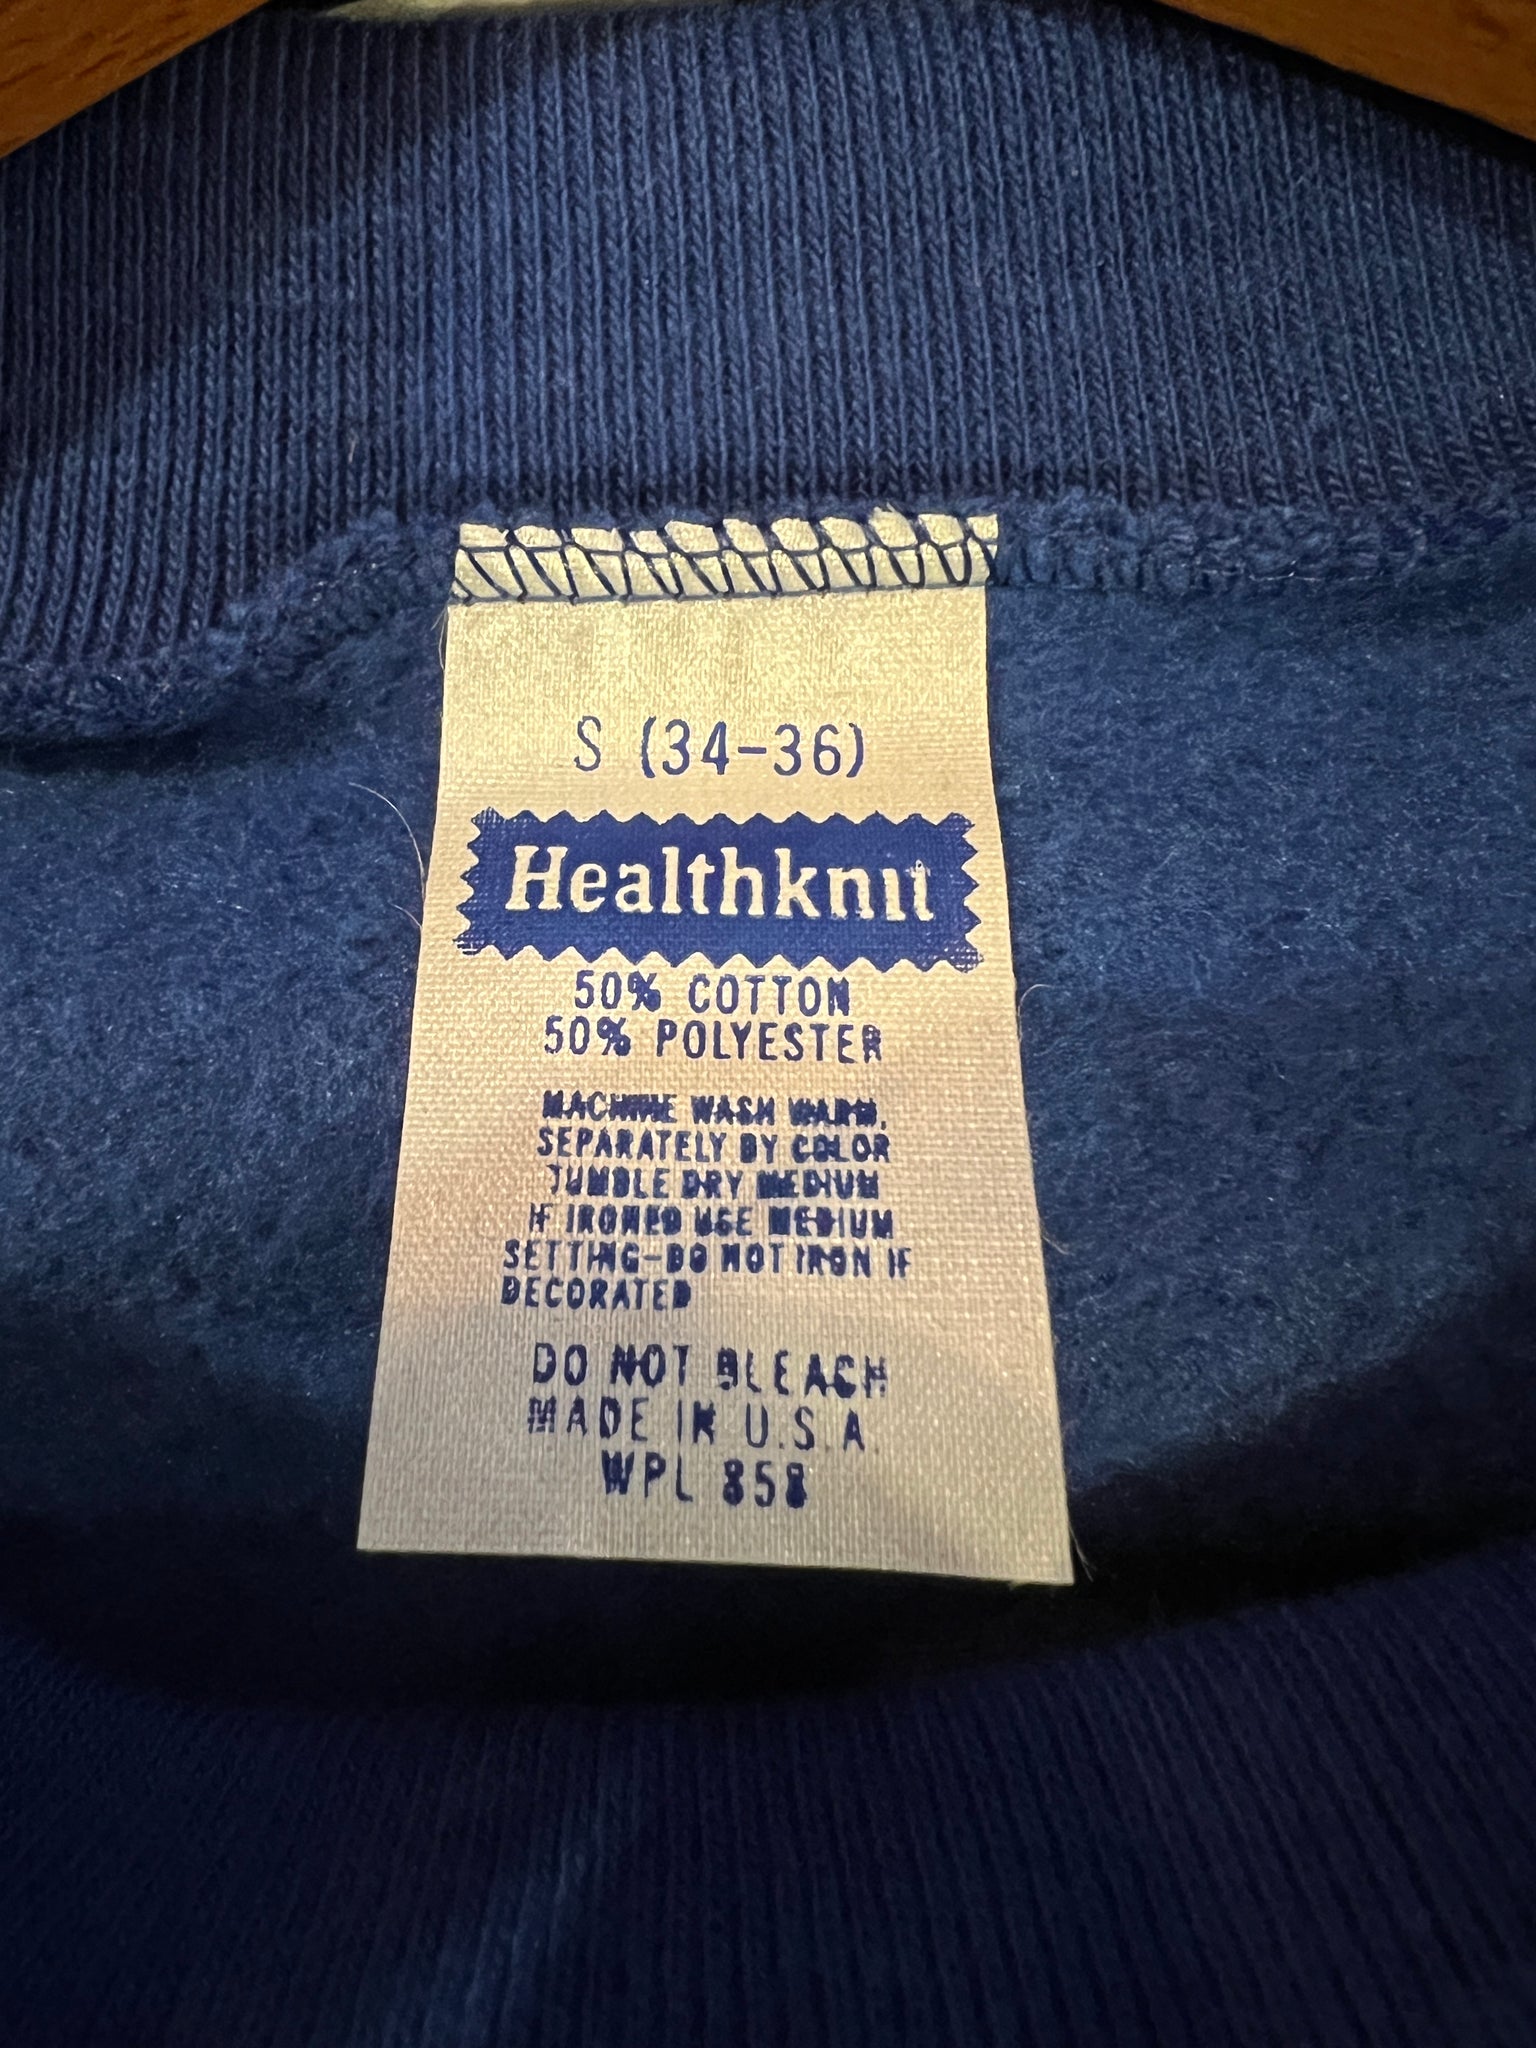 S (34-36)
Healthknit
50% COTTON
50% POLYESTER
MACHINE WASH WARM,
SEPARATELY BY COLOR
TUMBLE DRY MEDIUM
IF IRONED USE MEDIUM
SETTING-DO NOT IRON IF
DECORATED
DO NOT BLEACH
MADE IN U.S.A.
WPL 858